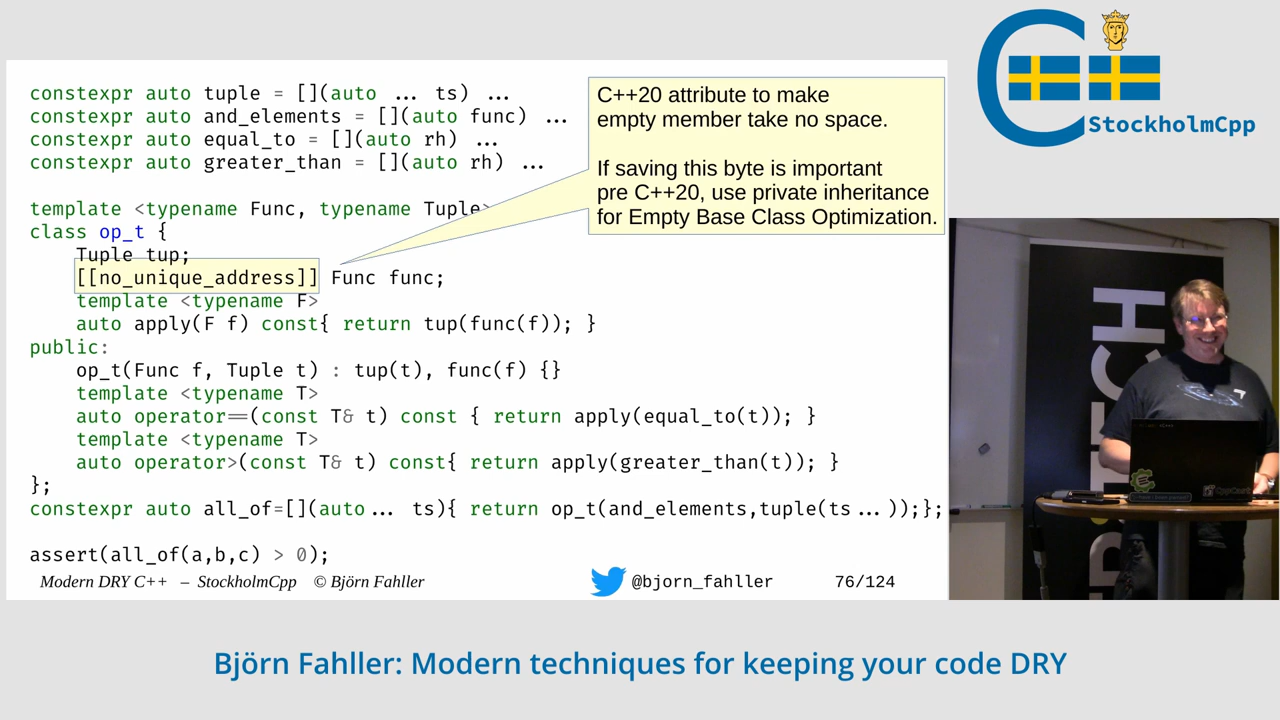 constexpr auto tuple = [](auto ... ts) ...
constexpr auto and_elements = [](auto func) ...
constexpr auto equal_to = [](auto rh) ...
constexpr auto greater_than = [](auto rh) ...
template <typename Func, typename Tuple>
class op_t {
Tuple tup;
[[no_unique_address]] Func func;
template <typename F>
auto apply(F f) const{ return tup(func(f)); }
public:
op_t(Func f, Tuple t) : tup(t), func(f) {}
template <typename T>
auto operator==(const T& t) const { return apply(equal_to(t)); }
template <typename T>
auto operator>(const T& t) const{ return apply(greater_than(t)); }
};
constexpr auto all_of=[](auto... ts){ return op_t(and_elements,tuple(ts...));};
assert(all_of(a,b,c) > 0);
C++20 attribute to make
empty member take no space.
If saving this byte is important
pre C++20, use private inheritance
for Empty Base Class Optimization.
Modern DRY C++ – StockholmCpp © Björn Fahller
@bjorn_fahller
76/124
C++
StockholmCpp
Björn Fahller: Modern techniques for keeping your code DRY